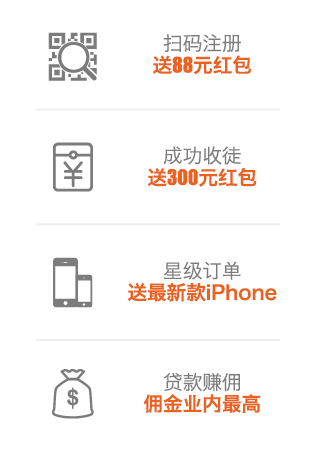 扫码注册
送88元红包
¥
成功收徒
送300元红包
星级订单
送最新款iPhone
$
贷款赚佣
佣金业内最高